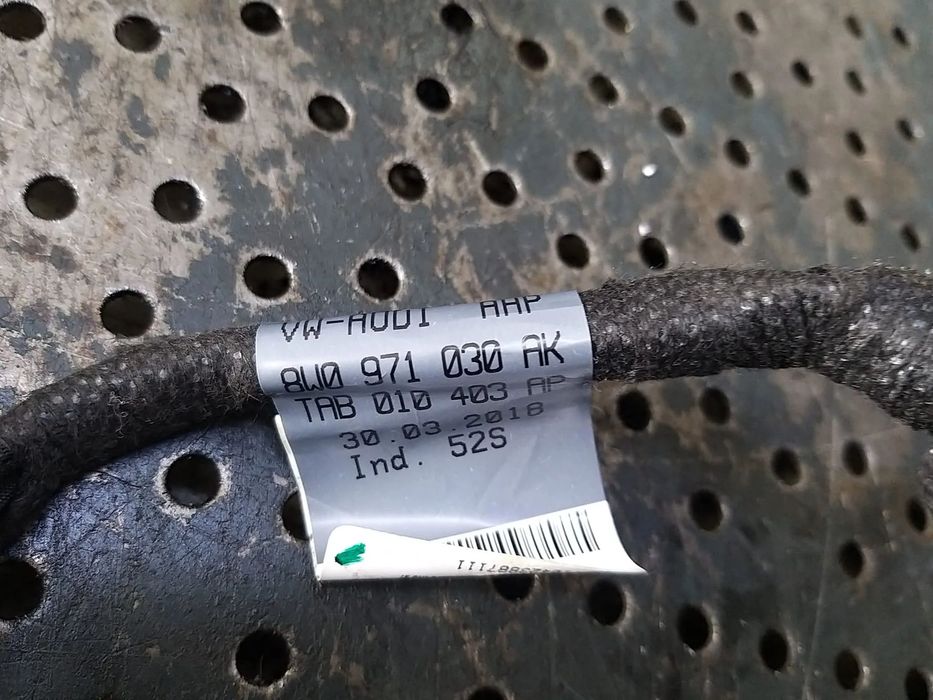 VW-AUDI AAP
8W0 971 030 AK
TAB 010 403 AP
30.03.2018
Ind. 52S